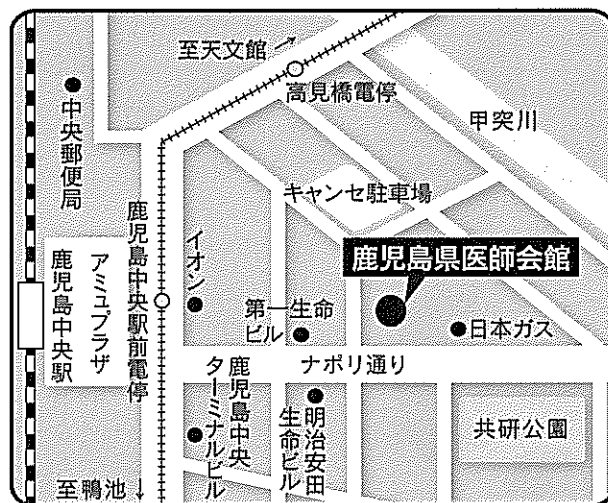 至天文館
高見橋電停
甲突川
中央郵便局
キャンセ駐車場
鹿児島県医師会館
鹿児島中央駅前電停
イオン
アミュプラザ
鹿児島中央駅
第一生命
ビル
日本ガス
ナポリ通り
鹿児島中央
ターミナルビル
明治安田
生命ビル
共研公園
至鴨池